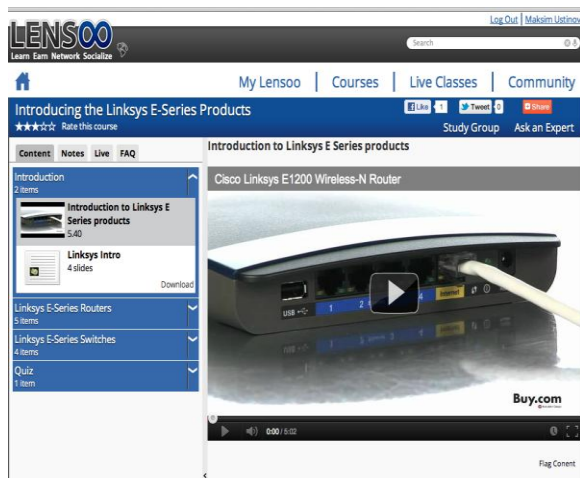 Log Out | Maksim Ustinov
LENSOO
Learn Earn Network Socialize
Search
My Lensoo | Courses | Live Classes | Community
Introducing the Linksys E-Series Products
Like 1 Tweet 0 Share
Rate this course
Study Group Ask an Expert
Content Notes Live FAQ
Introduction
2 items
Introduction to Linksys E
Series products
5.40
Linksys Intro
4 slides
Download
Linksys E-Series Routers
5 items
Linksys E-Series Switches
4 items
Quiz
1 item
Introduction to Linksys E Series products
Cisco Linksys E1200 Wireless-N Router
USB 1 2 4 Internet
Buy.com
0:00 / 5:02
Flag Conent